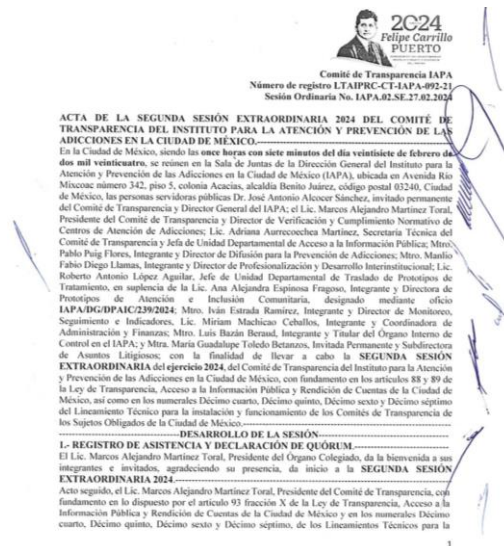 2024
Felipe Carrillo
PUERTO
Comité de Transparencia IAPA
Número de registro LTAIPRC-CT-IAPA-092-21
Sesión Ordinaria No. IAPA.02.SE.27.02.2024
ACTA DE LA SEGUNDA SESIÓN EXTRAORDINARIA 2024 DEL COMITÉ DE
TRANSPARENCIA DEL INSTITUTO PARA LA ATENCIÓN Y PREVENCIÓN DE LAS
ADICCIONES EN LA CIUDAD DE MÉXICO.
En la Ciudad de México, siendo las once horas con siete minutos del día veintisiete de febrero de
dos mil veinticuatro, se reúnen en la Sala de Juntas de la Dirección General del Instituto para la
Atención y Prevención de las Adicciones en la Ciudad de México (IAPA), ubicada en Avenida Río
Mixcoac número 342, piso 5, colonia Acacias, alcaldía Benito Juárez, código postal 03240, Ciudad
de México, las personas servidoras públicas Dr. José Antonio Alcocer Sánchez, invitado permanente
del Comité de Transparencia y Director General del IAPA; el Lic. Marcos Alejandro Martínez Toral,
Presidente del Comité de Transparencia y Director de Verificación y Cumplimiento Normativo de
Centros de Atención de Adicciones; Lic. Adriana Aurrecoechea Martínez, Secretaria Técnica del
Comité de Transparencia y Jefa de Unidad Departamental de Acceso a la Información Pública; Mtro.
Pablo Puig Flores, Integrante y Director de Difusión para la Prevención de Adicciones; Mtro. Manlio
Fabio Diego Llamas, Integrante y Director de Profesionalización y Desarrollo Interinstitucional; Lic.
Roberto Antonio López Aguilar, Jefe de Unidad Departamental de Traslado de Prototipos de
Tratamiento, en suplencia de la Lic. Ana Alejandra Espinosa Fragoso, Integrante y Directora de
Prototipos de Atención e Inclusión Comunitaria, designado mediante oficio
IAPA/DG/DPAIC/239/2024; Mtro. Iván Estrada Ramírez, Integrante y Director de Monitoreo,
Seguimiento e Indicadores, Lic. Miriam Machicao Ceballos, Integrante y Coordinadora de
Administración y Finanzas; Mtro. Luis Bazán Beraud, Integrante y Titular del Órgano Interno de
Control en el IAPA; y Mtra. María Guadalupe Toledo Betanzos, Invitada Permanente y Subdirectora
de Asuntos Litigiosos; con la finalidad de llevar a cabo la SEGUNDA SESIÓN
EXTRAORDINARIA del ejercicio 2024, del Comité de Transparencia del Instituto para la Atención
y Prevención de las Adicciones en la Ciudad de México, con fundamento en los artículos 88 y 89 de
la Ley de Transparencia, Acceso a la Información Pública y Rendición de Cuentas de la Ciudad de
México, así como en los numerales Décimo cuarto, Décimo quinto, Décimo sexto y Décimo séptimo
del Lineamiento Técnico para la instalación y funcionamiento de los Comités de Transparencia de
los Sujetos Obligados de la Ciudad de México.
DESARROLLO DE LA SESIÓN
1.- REGISTRO DE ASISTENCIA Y DECLARACIÓN DE QUÓRUM.
El Lic. Marcos Alejandro Martínez Toral, Presidente del Órgano Colegiado, da la bienvenida a sus
integrantes e invitados, agradeciendo su presencia, da inicio a la SEGUNDA SESIÓN
EXTRAORDINARIA 2024.
Acto seguido, el Lic. Marcos Alejandro Martínez Toral, Presidente del Comité de Transparencia, con
fundamento en lo dispuesto por el artículo 93 fracción X de la Ley de Transparencia, Acceso a la
Información Pública y Rendición de Cuentas de la Ciudad de México y en los numerales Décimo
cuarto, Décimo quinto, Décimo sexto y Décimo séptimo, de los Lineamientos Técnicos para la
1